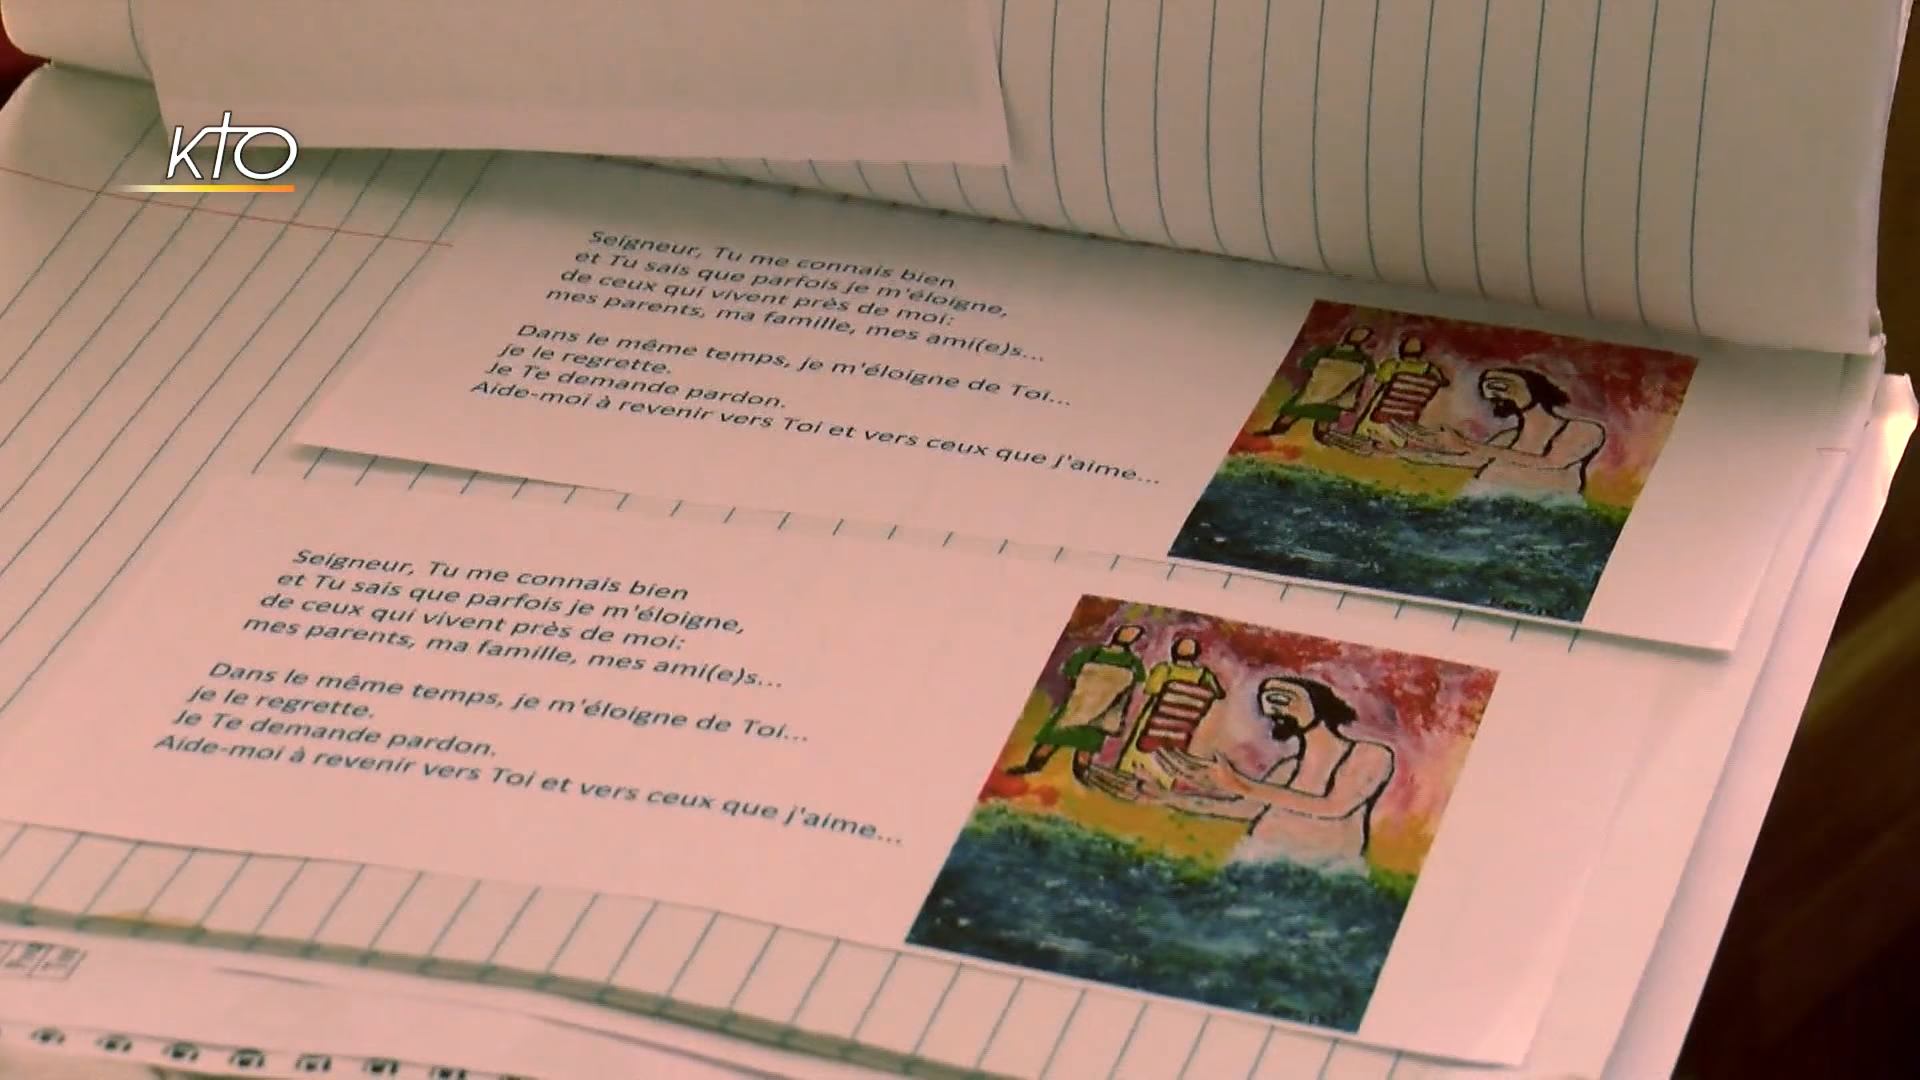 KTO
Seigneur, Tu me connais bien
et Tu sais que parfois je m'éloigne,
de ceux qui vivent près de moi:
mes parents, ma famille, mes ami(e)s...
Dans le même temps, je m'éloigne de Toi...
je le regrette.
Je Te demande pardon.
Aide-moi à revenir vers Toi et vers ceux que j'aime...
Seigneur, Tu me connais bien
et Tu sais que parfois je m'éloigne,
de ceux qui vivent près de moi:
mes parents, ma famille, mes ami(e)s...
Dans le même temps, je m'éloigne de Toi...
je le regrette.
Je Te demande pardon.
Aide-moi à revenir vers Toi et vers ceux que j'aime...